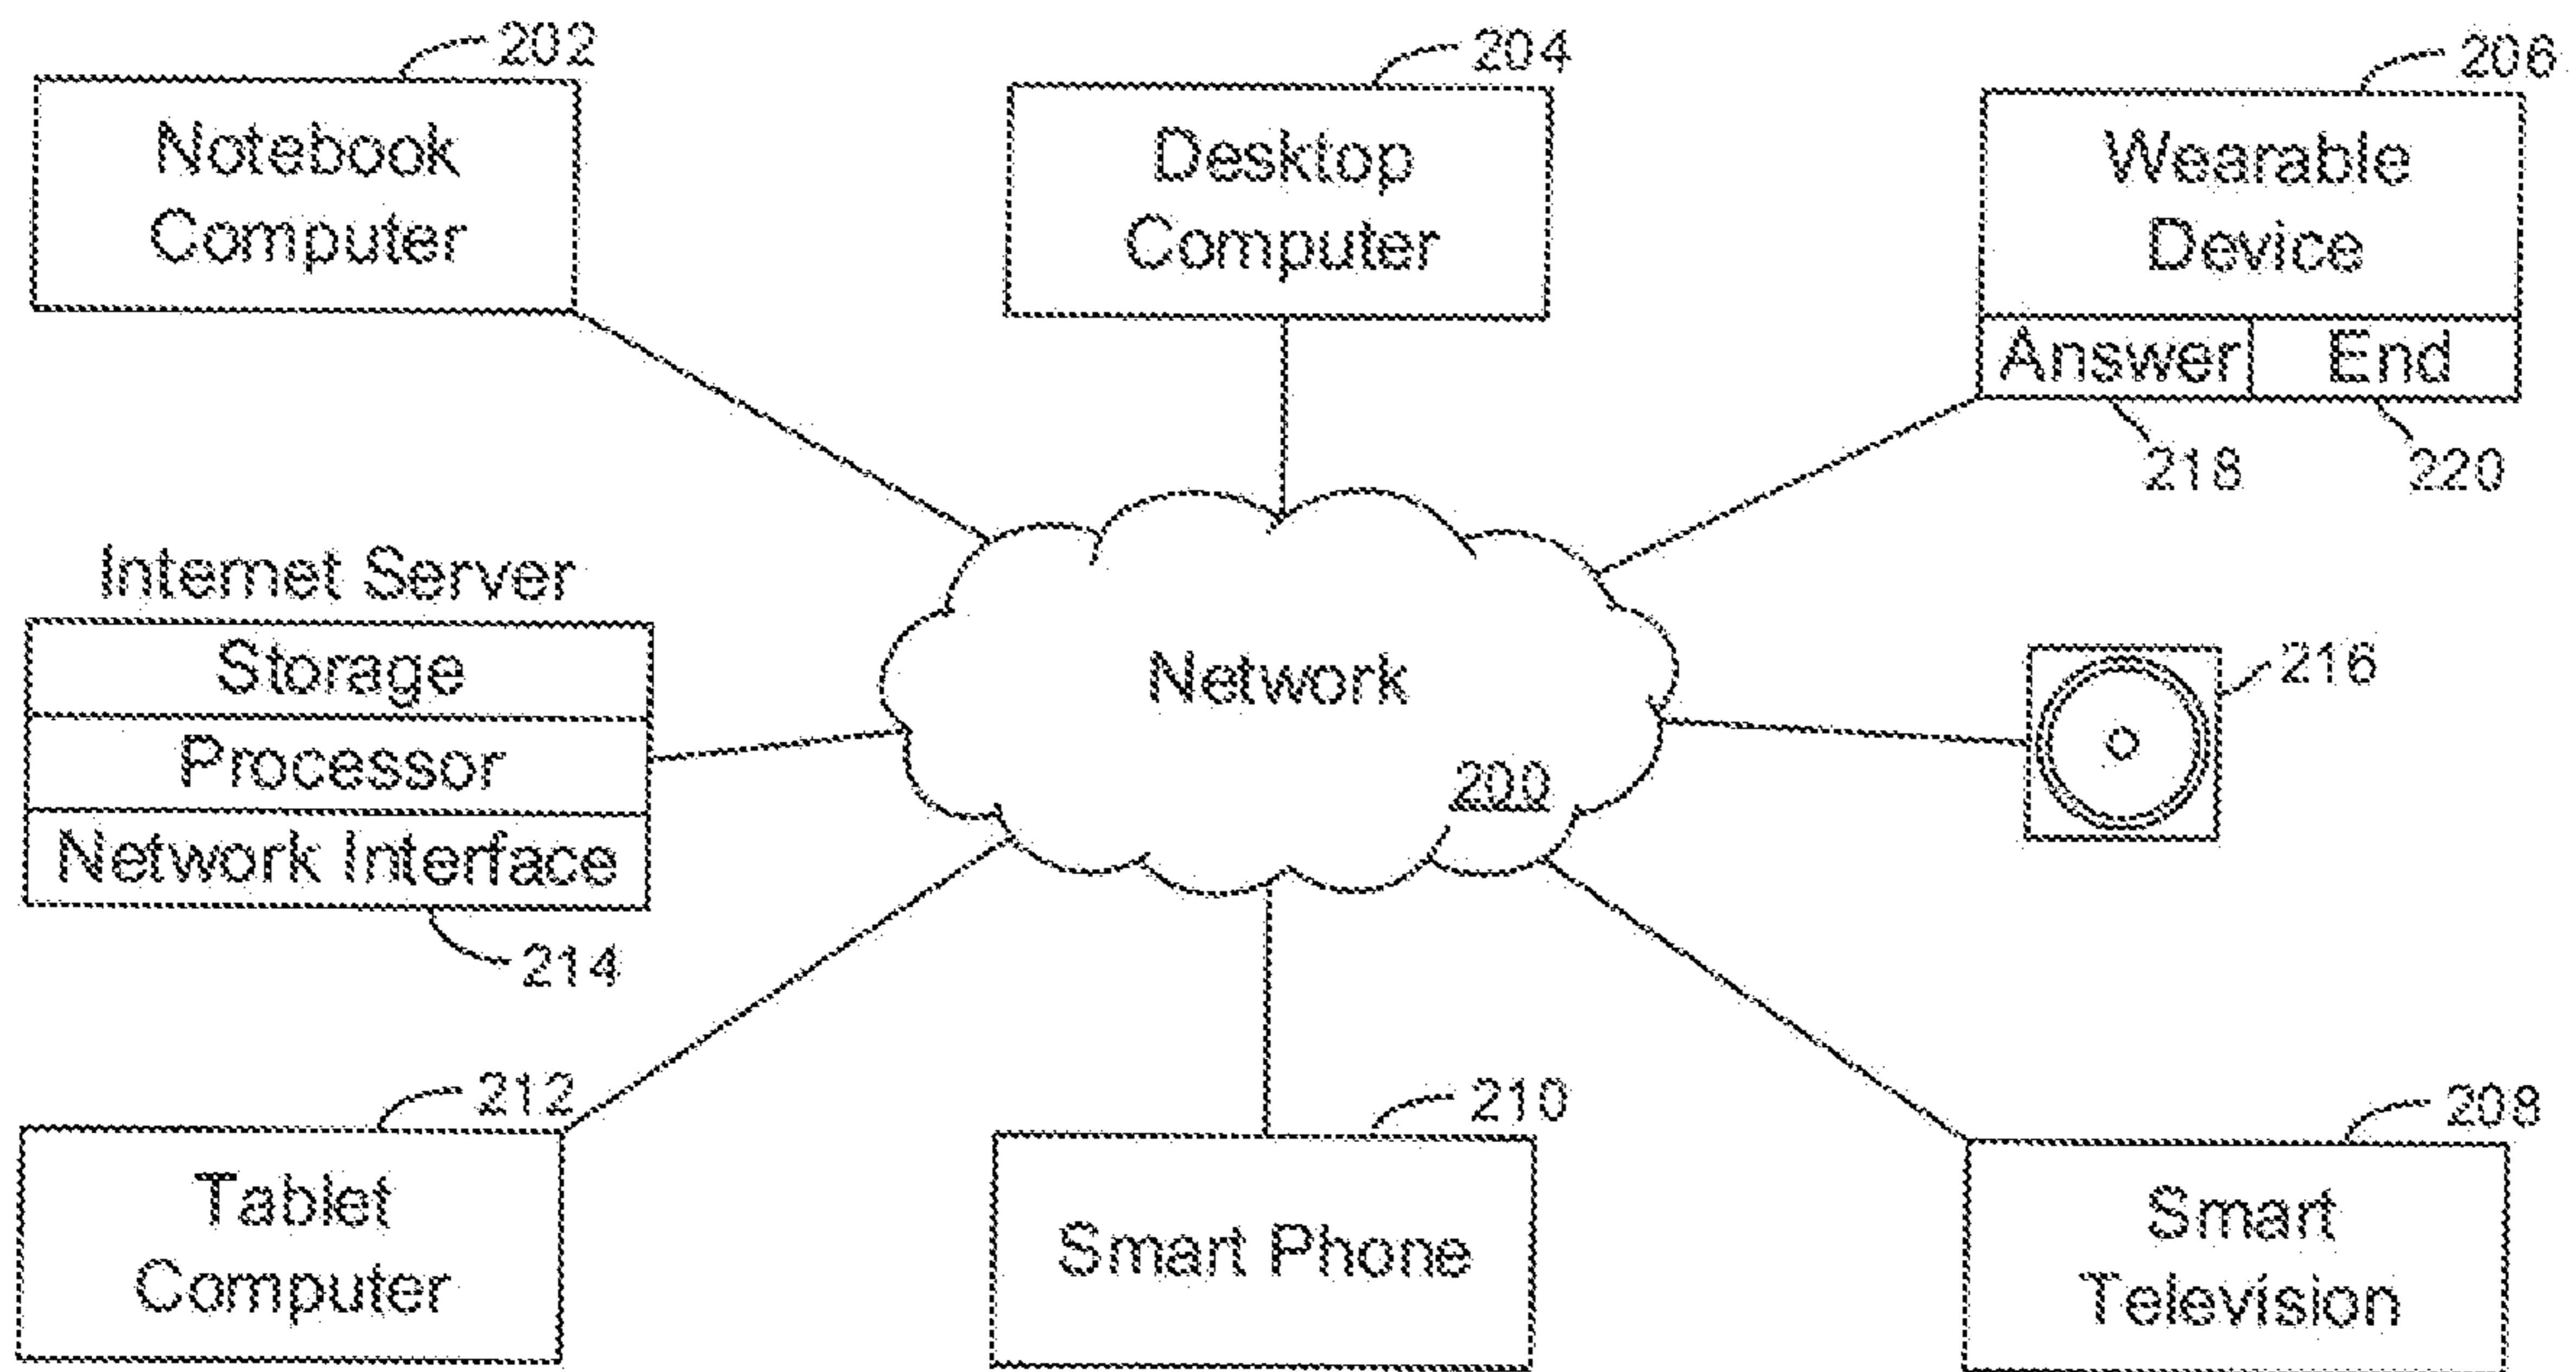 202
Notebook
Computer
204
Desktop
Computer
206
Wearable
Device
Answer
End
218
220
Internet Server
Storage
Processor
Network Interface
214
Network
200
216
212
Tablet
Computer
210
Smart Phone
208
Smart
Television